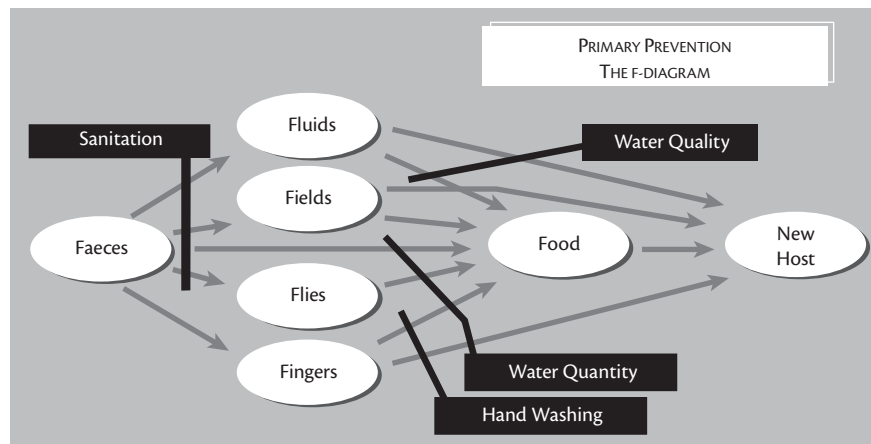 PRIMARY PREVENTION
THE F-DIAGRAM
Sanitation
Fluids
Water Quality
Fields
Faeces
Food
New
Host
Flies
Fingers
Water Quantity
Hand Washing